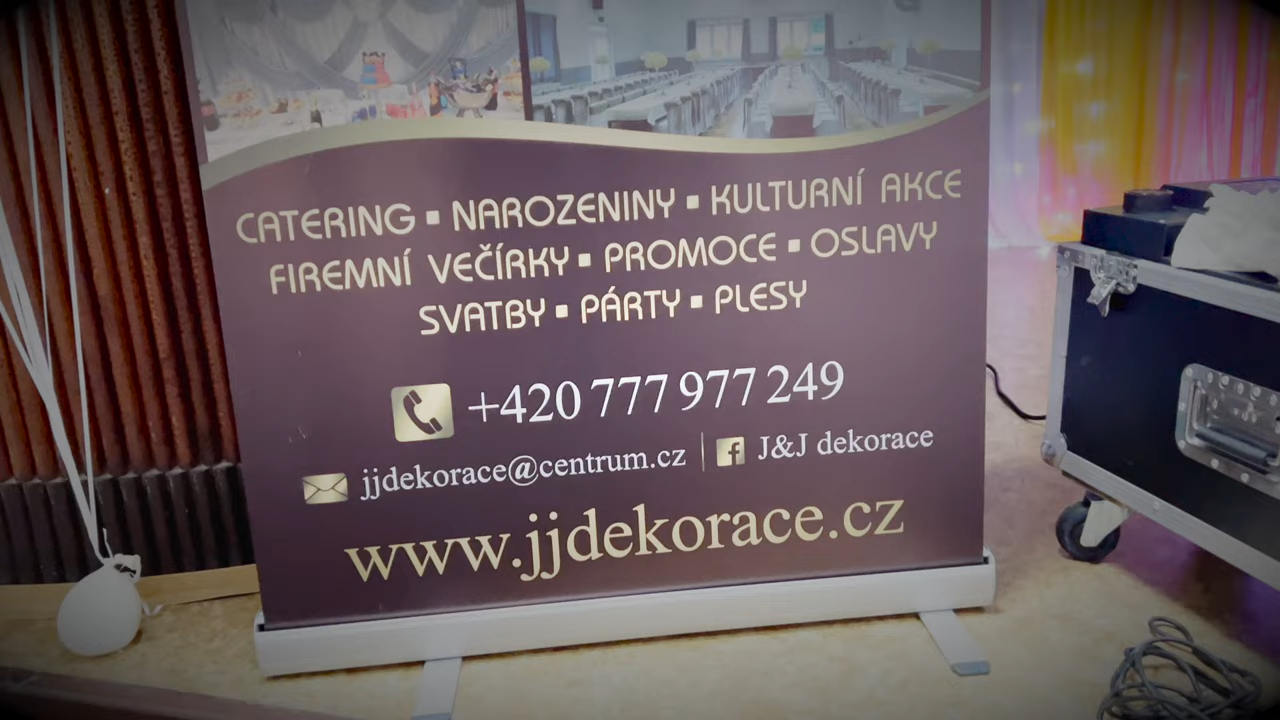 CATERING ▪ NAROZENINY ▪ KULTURNÍ AKCE
FIREMNÍ VEČÍRKY ▪ PROMOCE ▪ OSLAVY
SVATBY ▪ PÁRTY ▪ PLESY
+420 777 977 249
jjdekorace@centrum.cz | f J&J dekorace
www.jjdekorace.cz